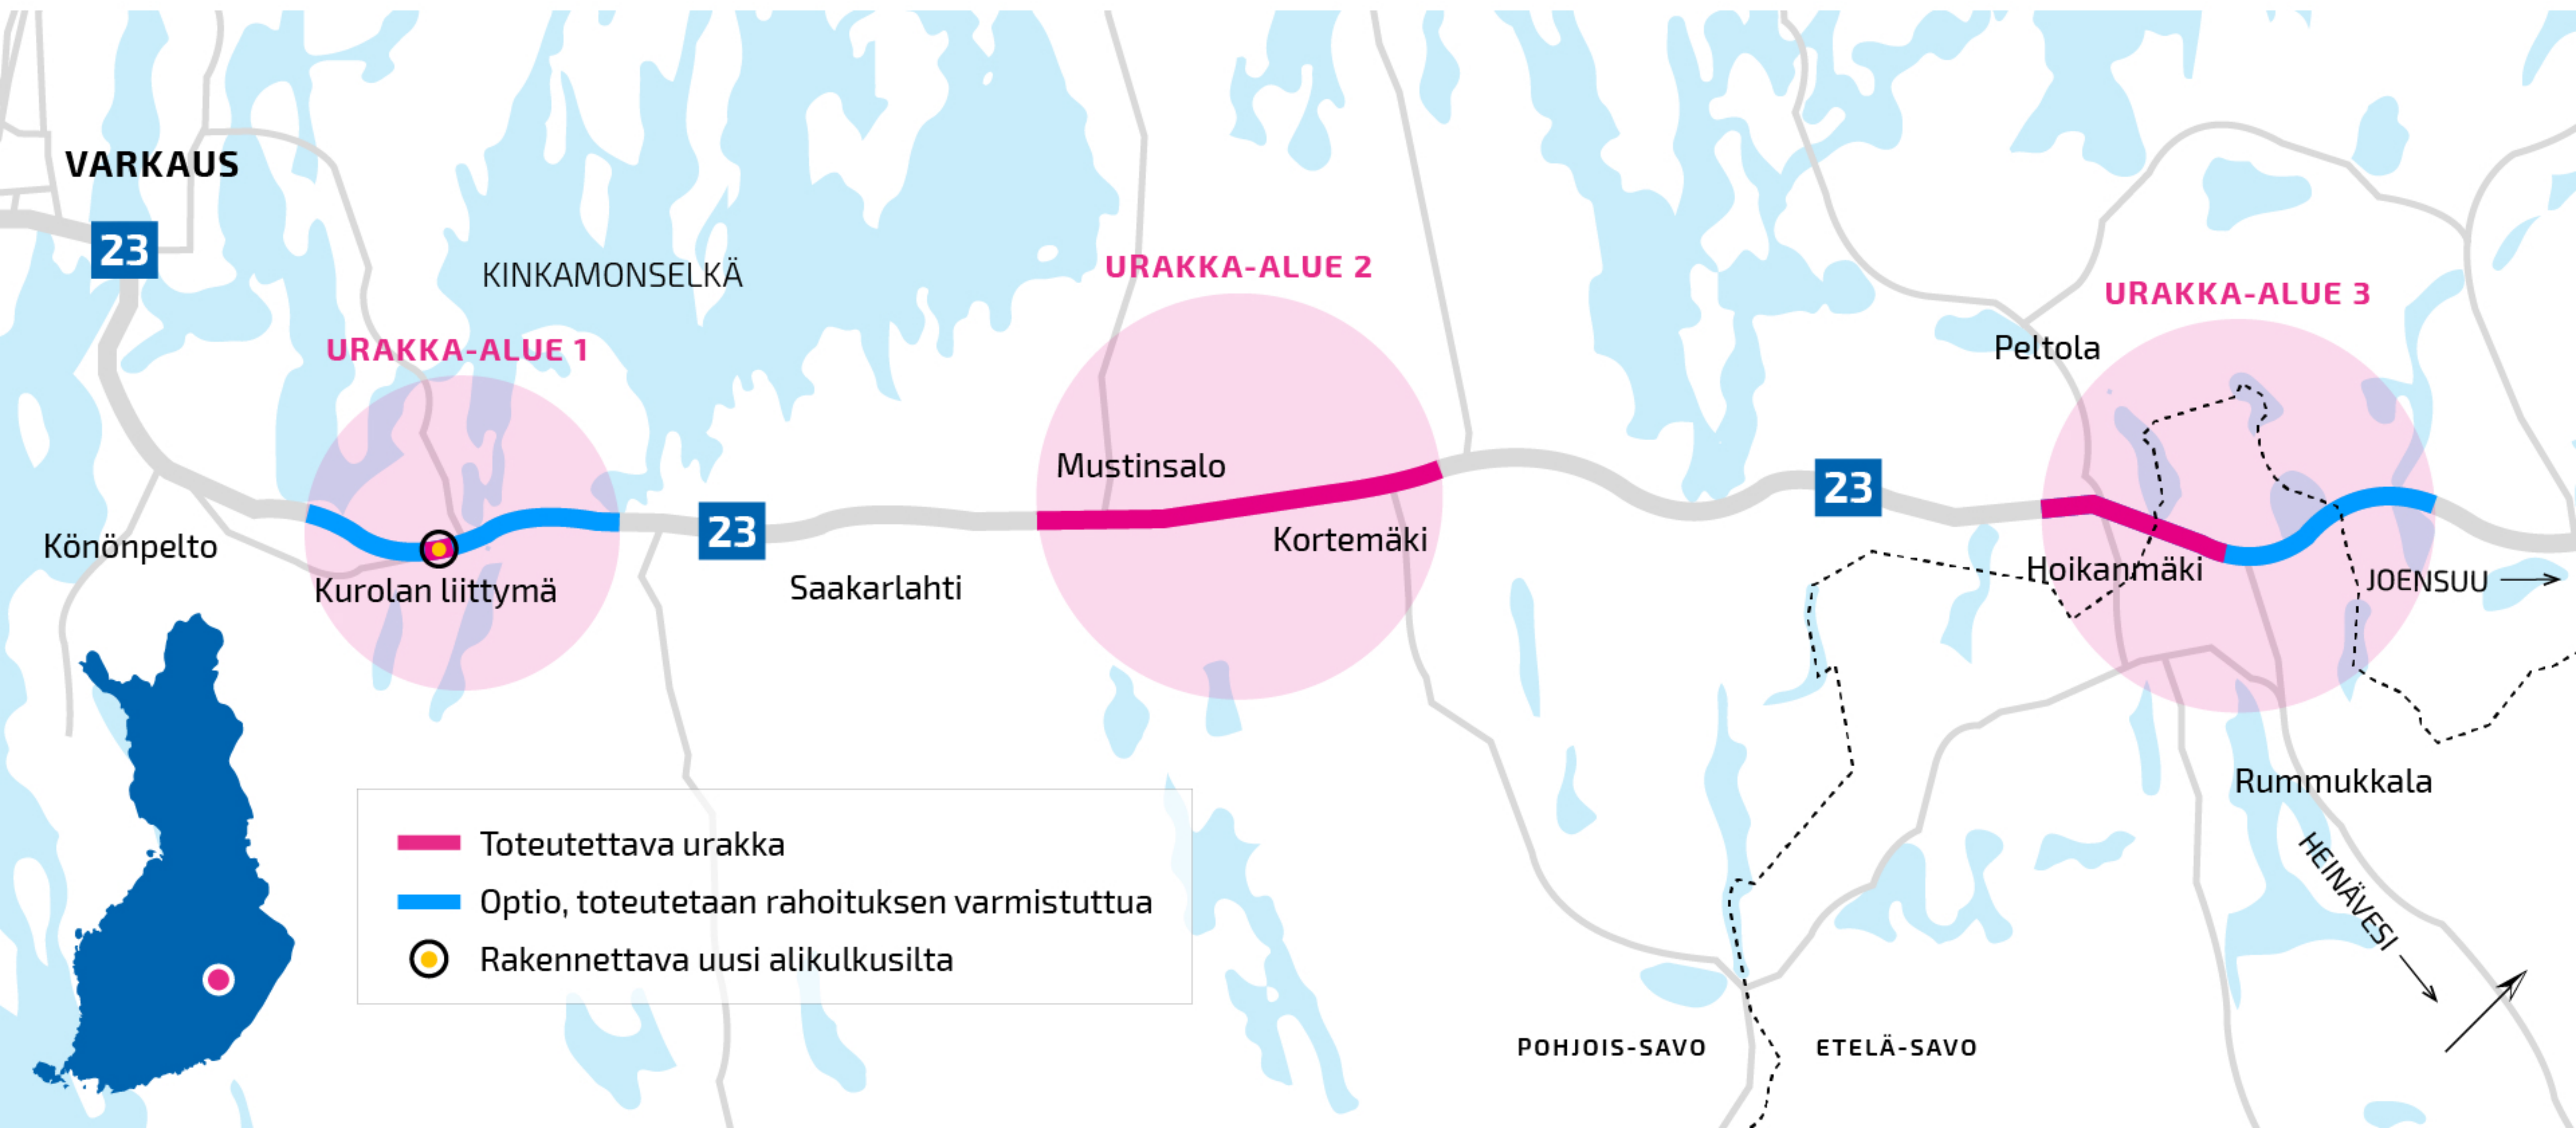 VARKAUS
23
KINKAMONSELKÄ
URAKKA-ALUE 1
URAKKA-ALUE 2
URAKKA-ALUE 3
Peltola
Mustinsalo
23
23
Könönpelto
Kurolan liittymä
Saakarlahti
Kortemäki
Hoikanmäki
JOENSUU
Rummukkala
HEINÄVESI
Toteutettava urakka
Optio, toteutetaan rahoituksen varmistuttua
Rakennettava uusi alikulkusilta
POHJOIS-SAVO
ETELÄ-SAVO